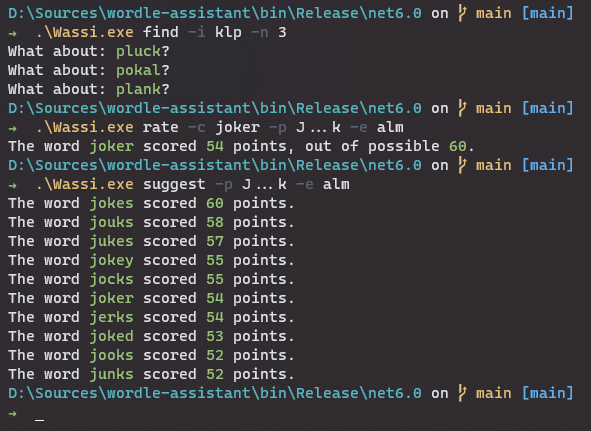 D:\Sources\wordle-assistant\bin\Release\net6.0 on main [main]
→ .\Wassi.exe find -i klp -n 3
What about: pluck?
What about: pokal?
What about: plank?
D:\Sources\wordle-assistant\bin\Release\net6.0 on main [main]
→ .\Wassi.exe rate -c joker -p J...k -e alm
The word joker scored 54 points, out of possible 60.
D:\Sources\wordle-assistant\bin\Release\net6.0 on main [main]
→ .\Wassi.exe suggest -p J...k -e alm
The word jokes scored 60 points.
The word jouks scored 58 points.
The word jukes scored 57 points.
The word jokey scored 55 points.
The word jocks scored 55 points.
The word joker scored 54 points.
The word jerks scored 54 points.
The word joked scored 53 points.
The word jooks scored 52 points.
The word junks scored 52 points.
D:\Sources\wordle-assistant\bin\Release\net6.0 on main [main]
→ _